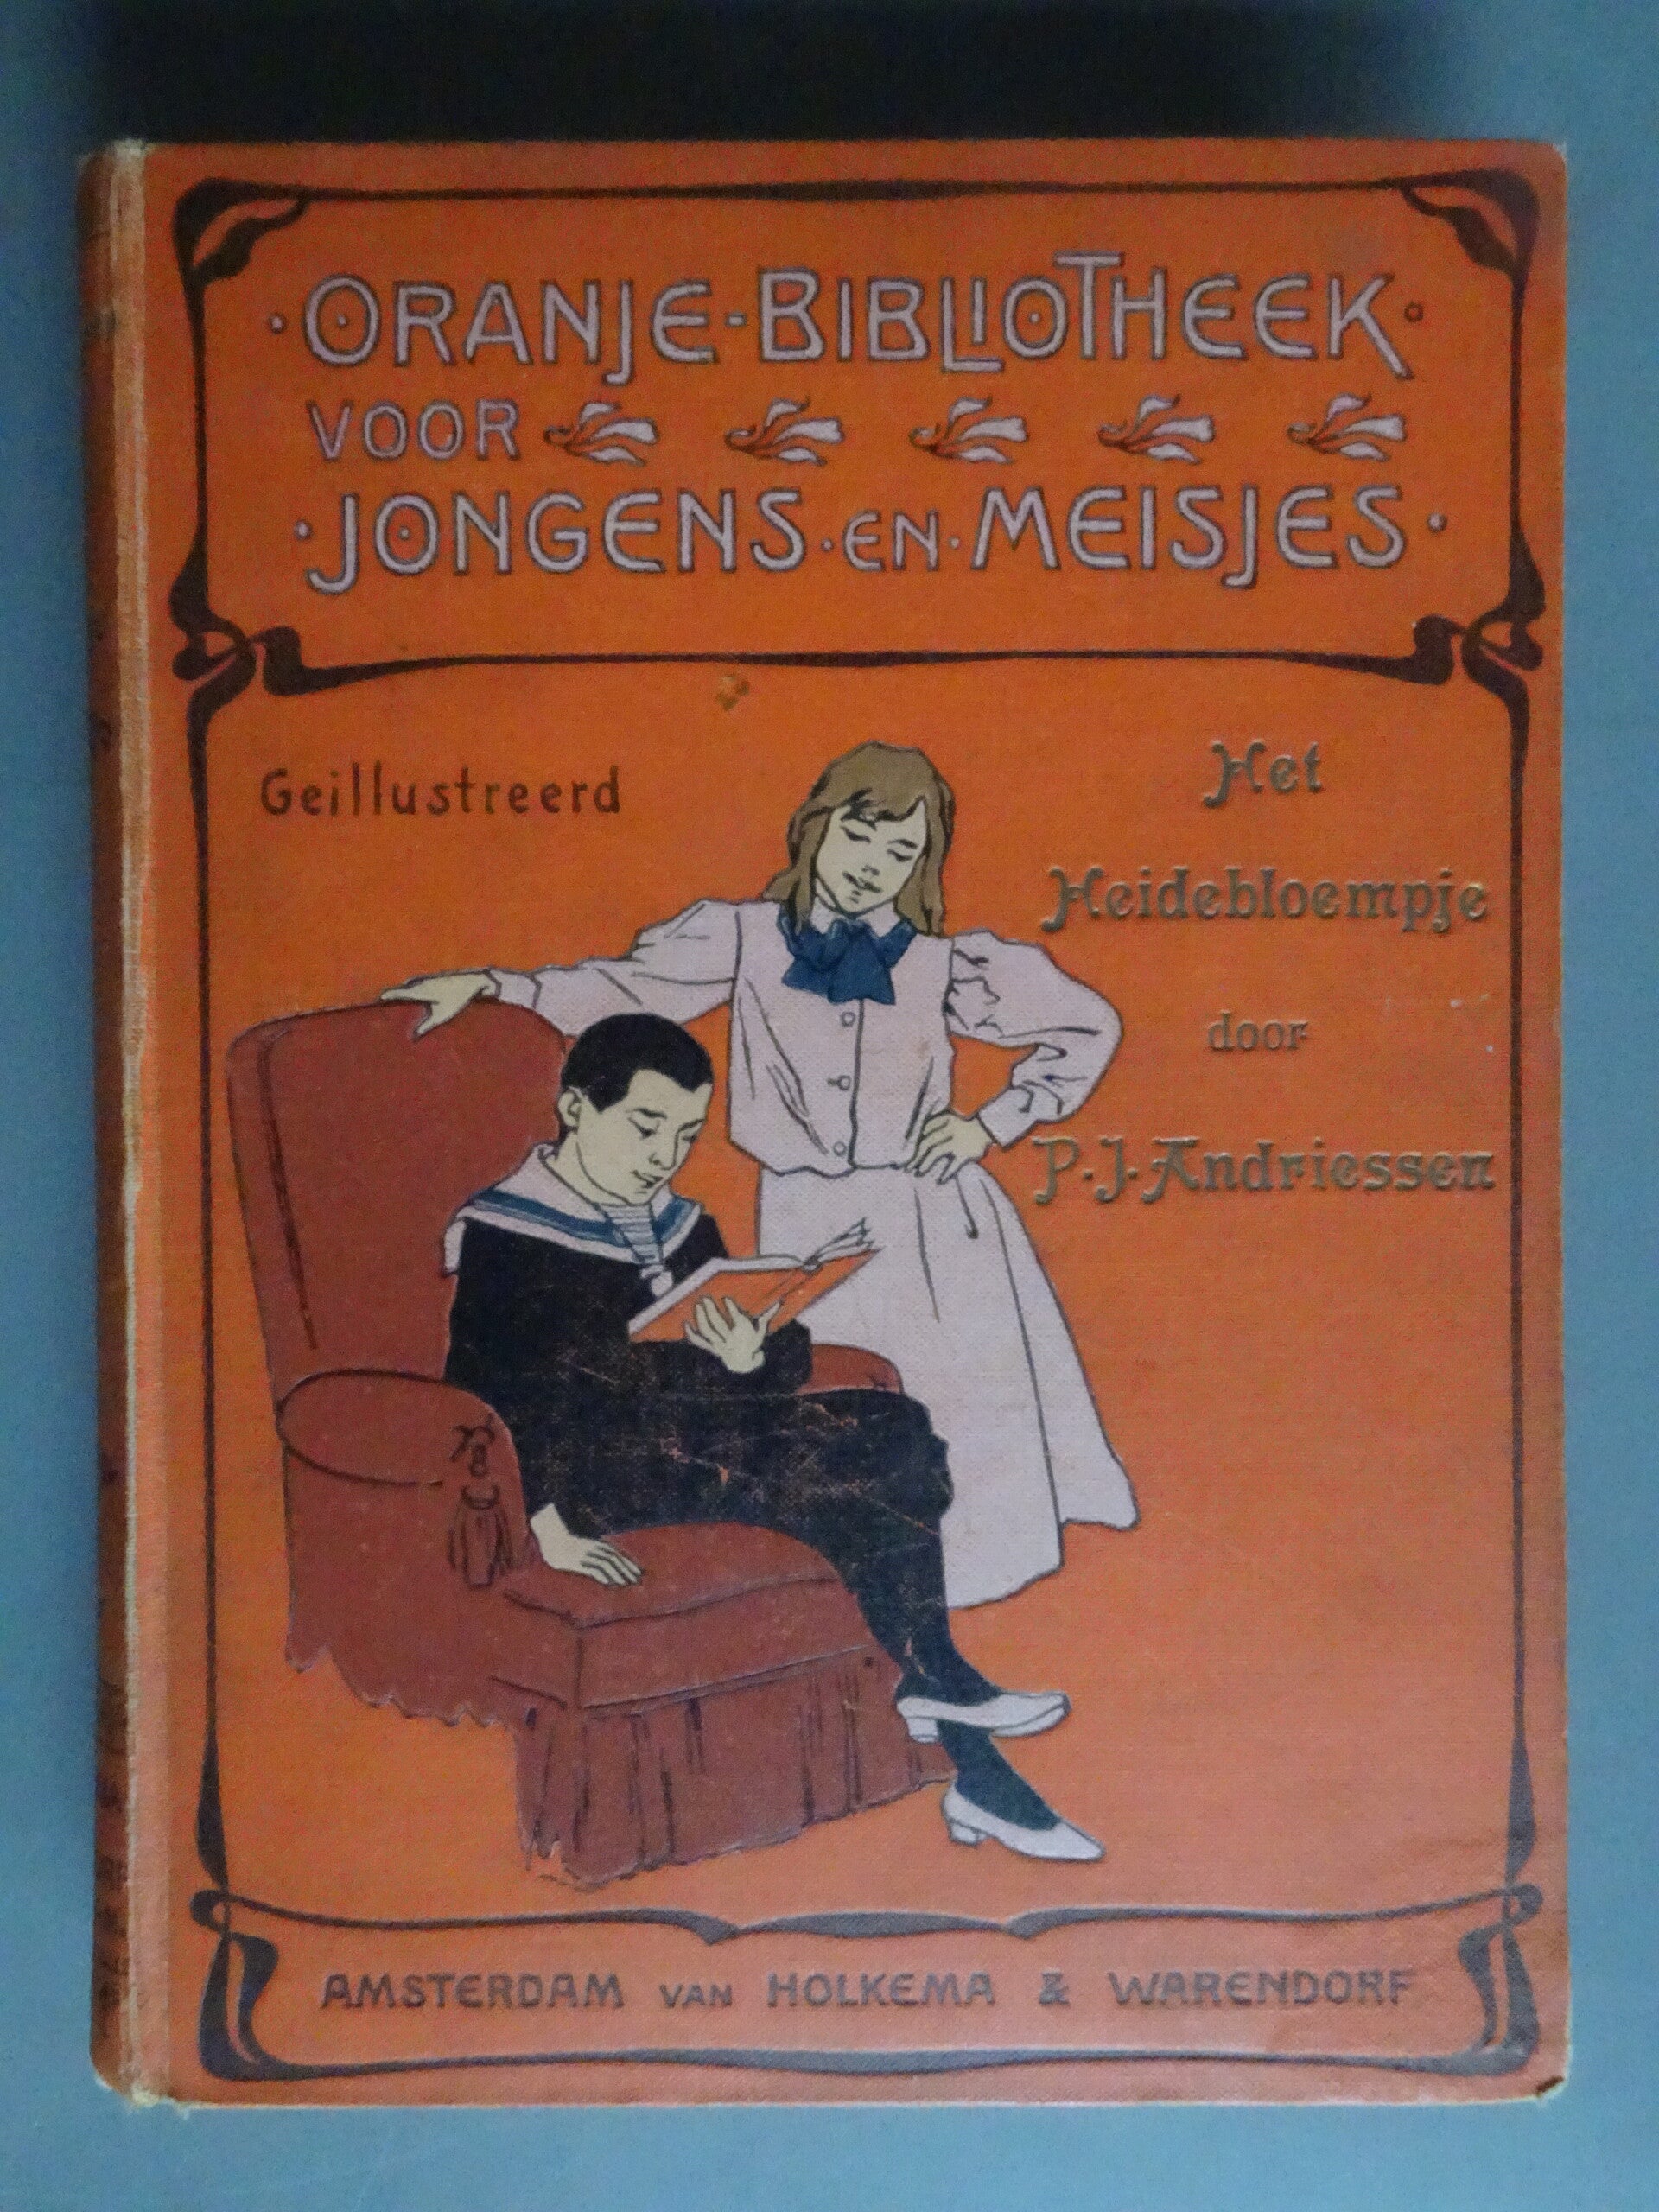 · ORANJE-BIBLIOTHEEK ·
VOOR
· JONGENS · EN · MEISJES ·
Geillustreerd
Het
Heidebloempje
door
P. J. Andriessen
AMSTERDAM VAN HOLKEMA & WARENDORF